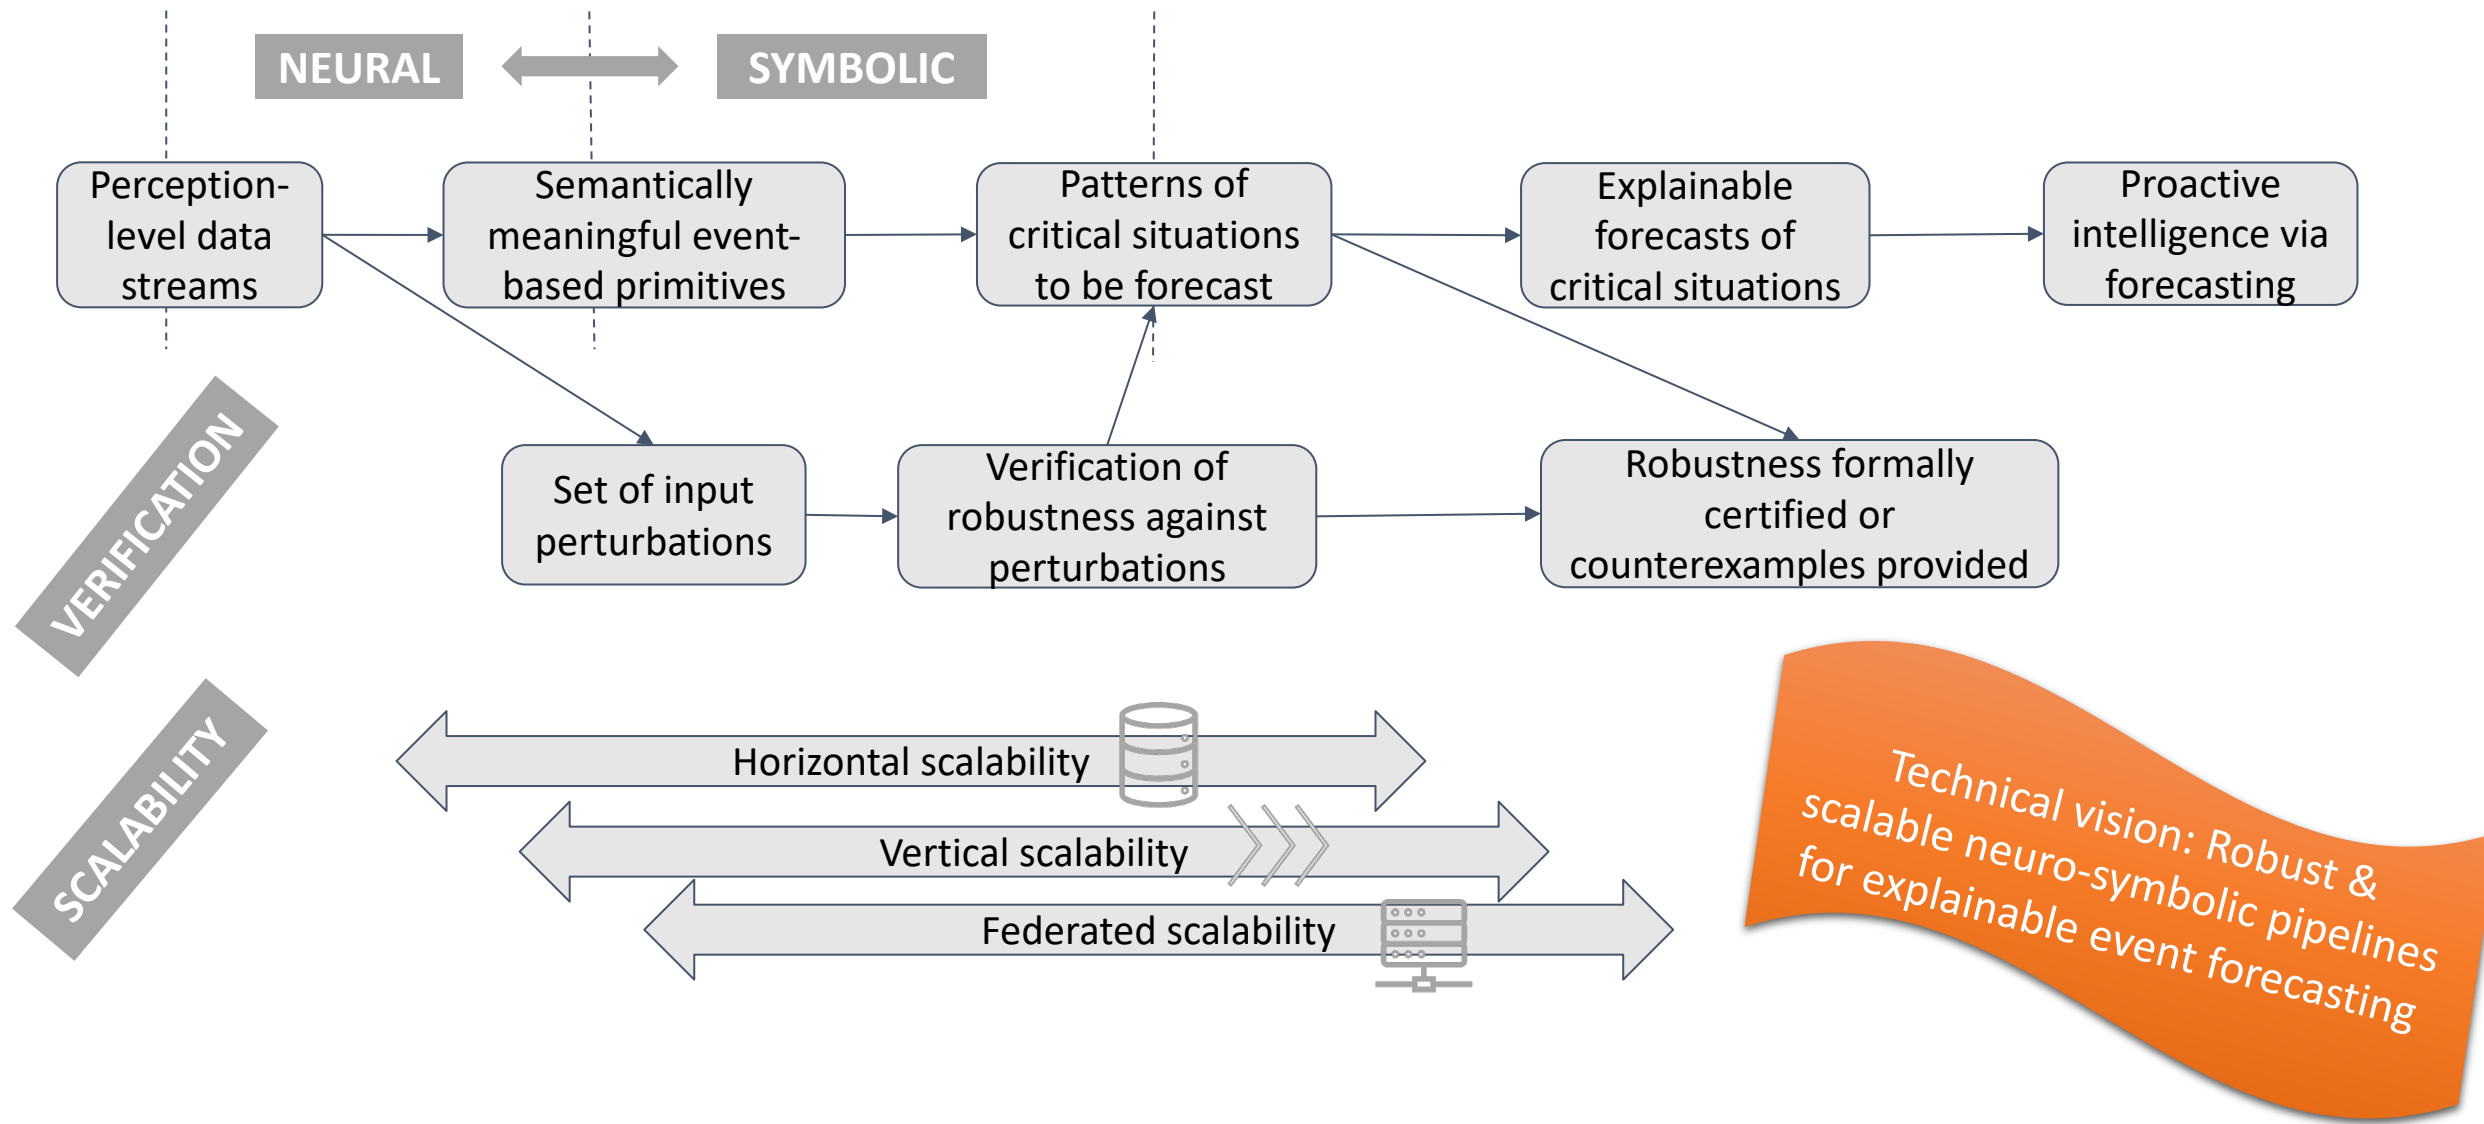 NEURAL
SYMBOLIC
Perception-
level data
streams
Semantically
meaningful event-
based primitives
Patterns of
critical situations
to be forecast
Explainable
forecasts of
critical situations
Proactive
intelligence via
forecasting
VERIFICATION
Set of input
perturbations
Verification of
robustness against
perturbations
Robustness formally
certified or
counterexamples provided
SCALABILITY
Horizontal scalability
Vertical scalability
Federated scalability
Technical vision: Robust &
scalable neuro-symbolic pipelines
for explainable event forecasting